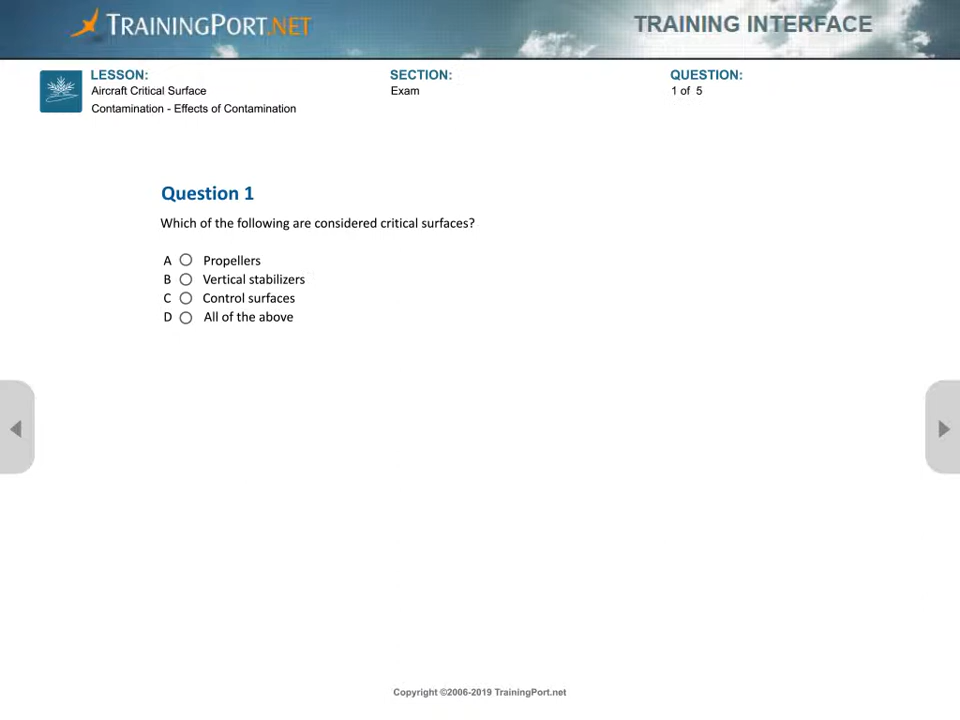 TRAININGPORT.NET
TRAINING INTERFACE
LESSON:
Aircraft Critical Surface
Contamination - Effects of Contamination
SECTION:
Exam
QUESTION:
1 of 5
Question 1
Which of the following are considered critical surfaces?
A Propellers
B Vertical stabilizers
C Control surfaces
D All of the above
Copyright ©2006-2019 TrainingPort.net